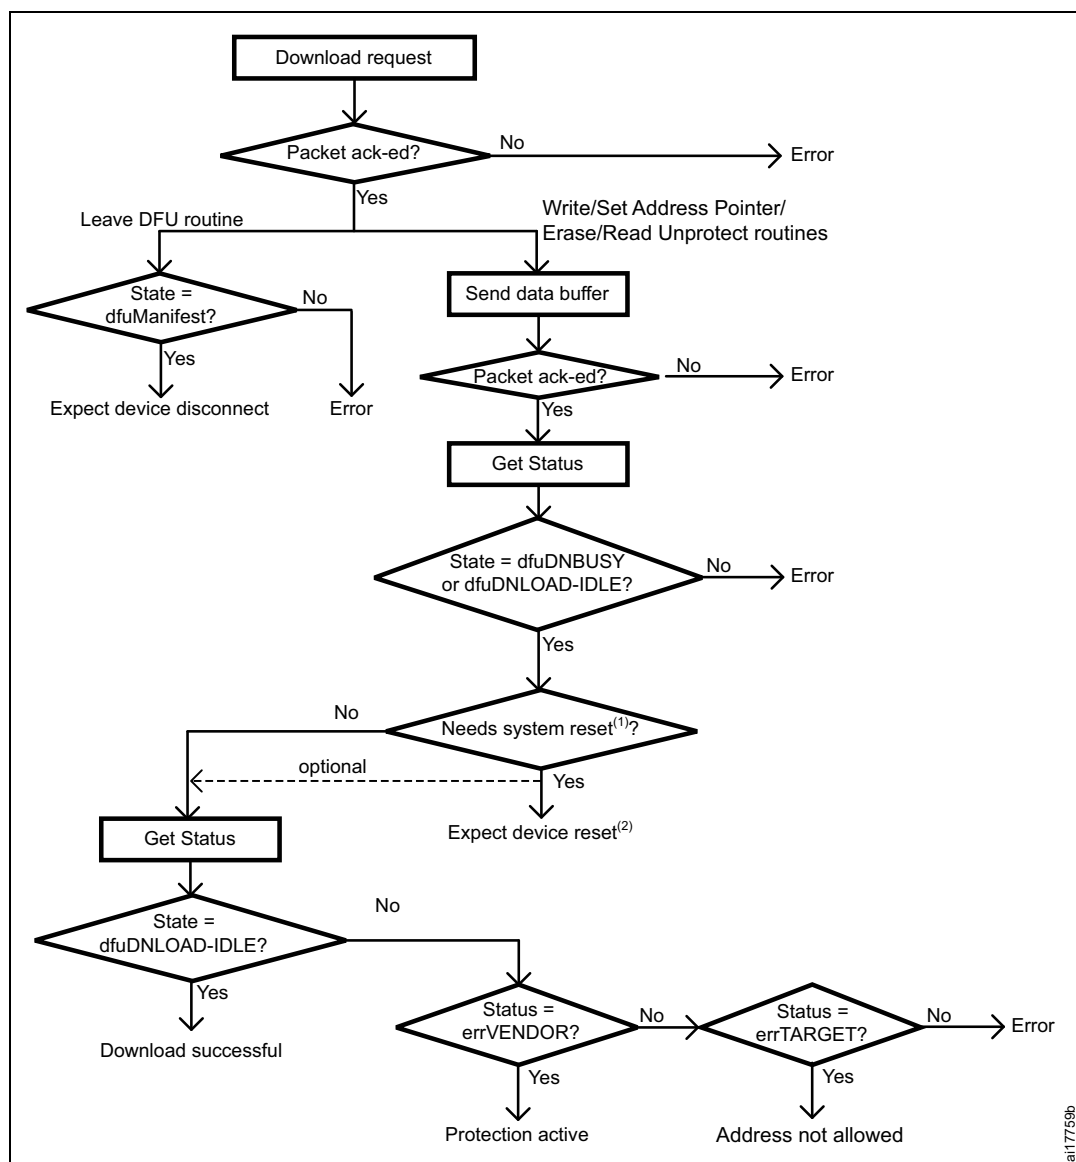 Download request
Packet ack-ed?
No
Error
Yes
Leave DFU routine
Write/Set Address Pointer/
Erase/Read Unprotect routines
State =
dfuManifest?
No
Send data buffer
Yes
Packet ack-ed?
No
Error
Expect device disconnect
Error
Yes
Get Status
State = dfuDNBUSY
or dfuDNLOAD-IDLE?
No
Error
Yes
No
Needs system reset(1)?
optional
Yes
Expect device reset(2)
Get Status
No
State =
dfuDNLOAD-IDLE?
Yes
Download successful
Status =
errVENDOR?
No
Status =
errTARGET?
No
Error
Yes
Yes
Protection active
Address not allowed
ai17759b